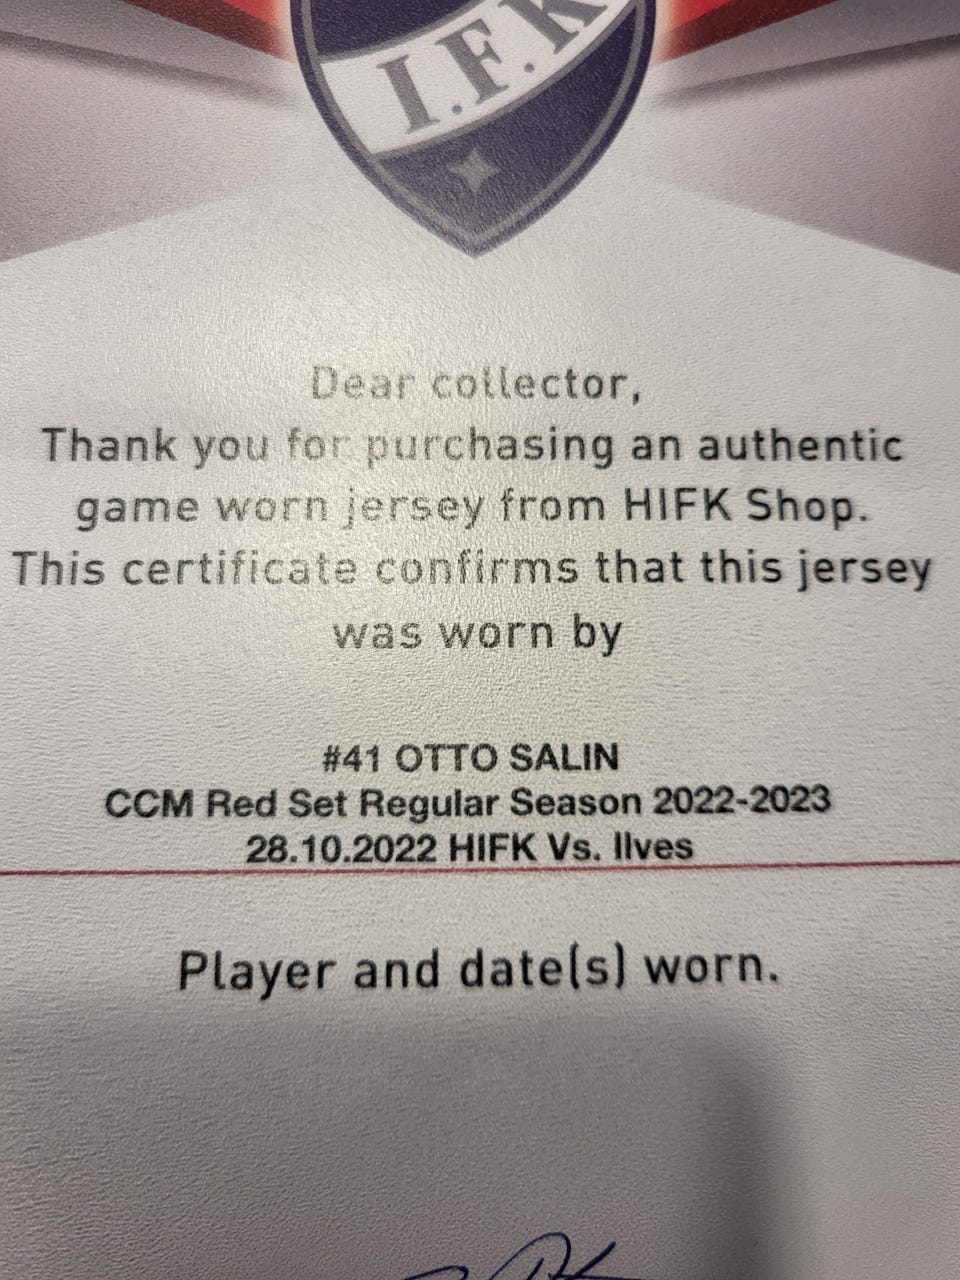 I.F.K
Dear collector,
Thank you for purchasing an authentic
game worn jersey from HIFK Shop.
This certificate confirms that this jersey
was worn by
#41 OTTO SALIN
CCM Red Set Regular Season 2022-2023
28.10.2022 HIFK Vs. Ilves
Player and date(s) worn.